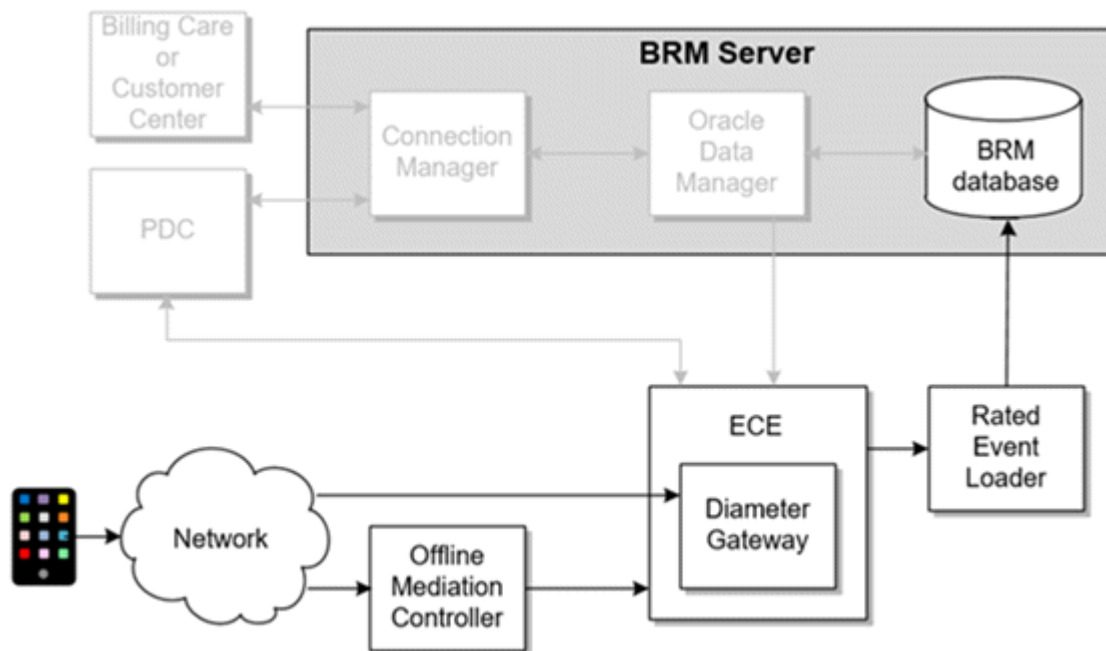 Billing Care
or
Customer
Center
BRM Server
Connection
Manager
Oracle
Data
Manager
BRM
database
PDC
ECE
Rated
Event
Loader
Diameter
Gateway
Network
Offline
Mediation
Controller